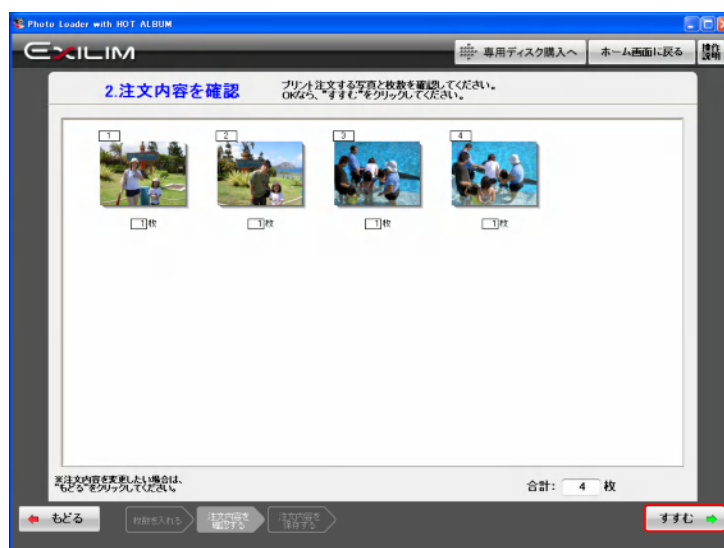 Photo Loader with HOT ALBUM
EXILIM
専用ディスク購入へ
ホーム画面に戻る
操作
説明
2.注文内容を確認
プリント注文する写真と枚数を確認してください。
OKなら、"すすむ"をクリックしてください。
1
2
3
4
1枚
1枚
1枚
1枚
※注文内容を変更したい場合は、
"もどる"をクリックしてください。
合計: 4 枚
もどる
枚数を入れる
注文内容を
確認する
注文内容を
保存する
すすむ